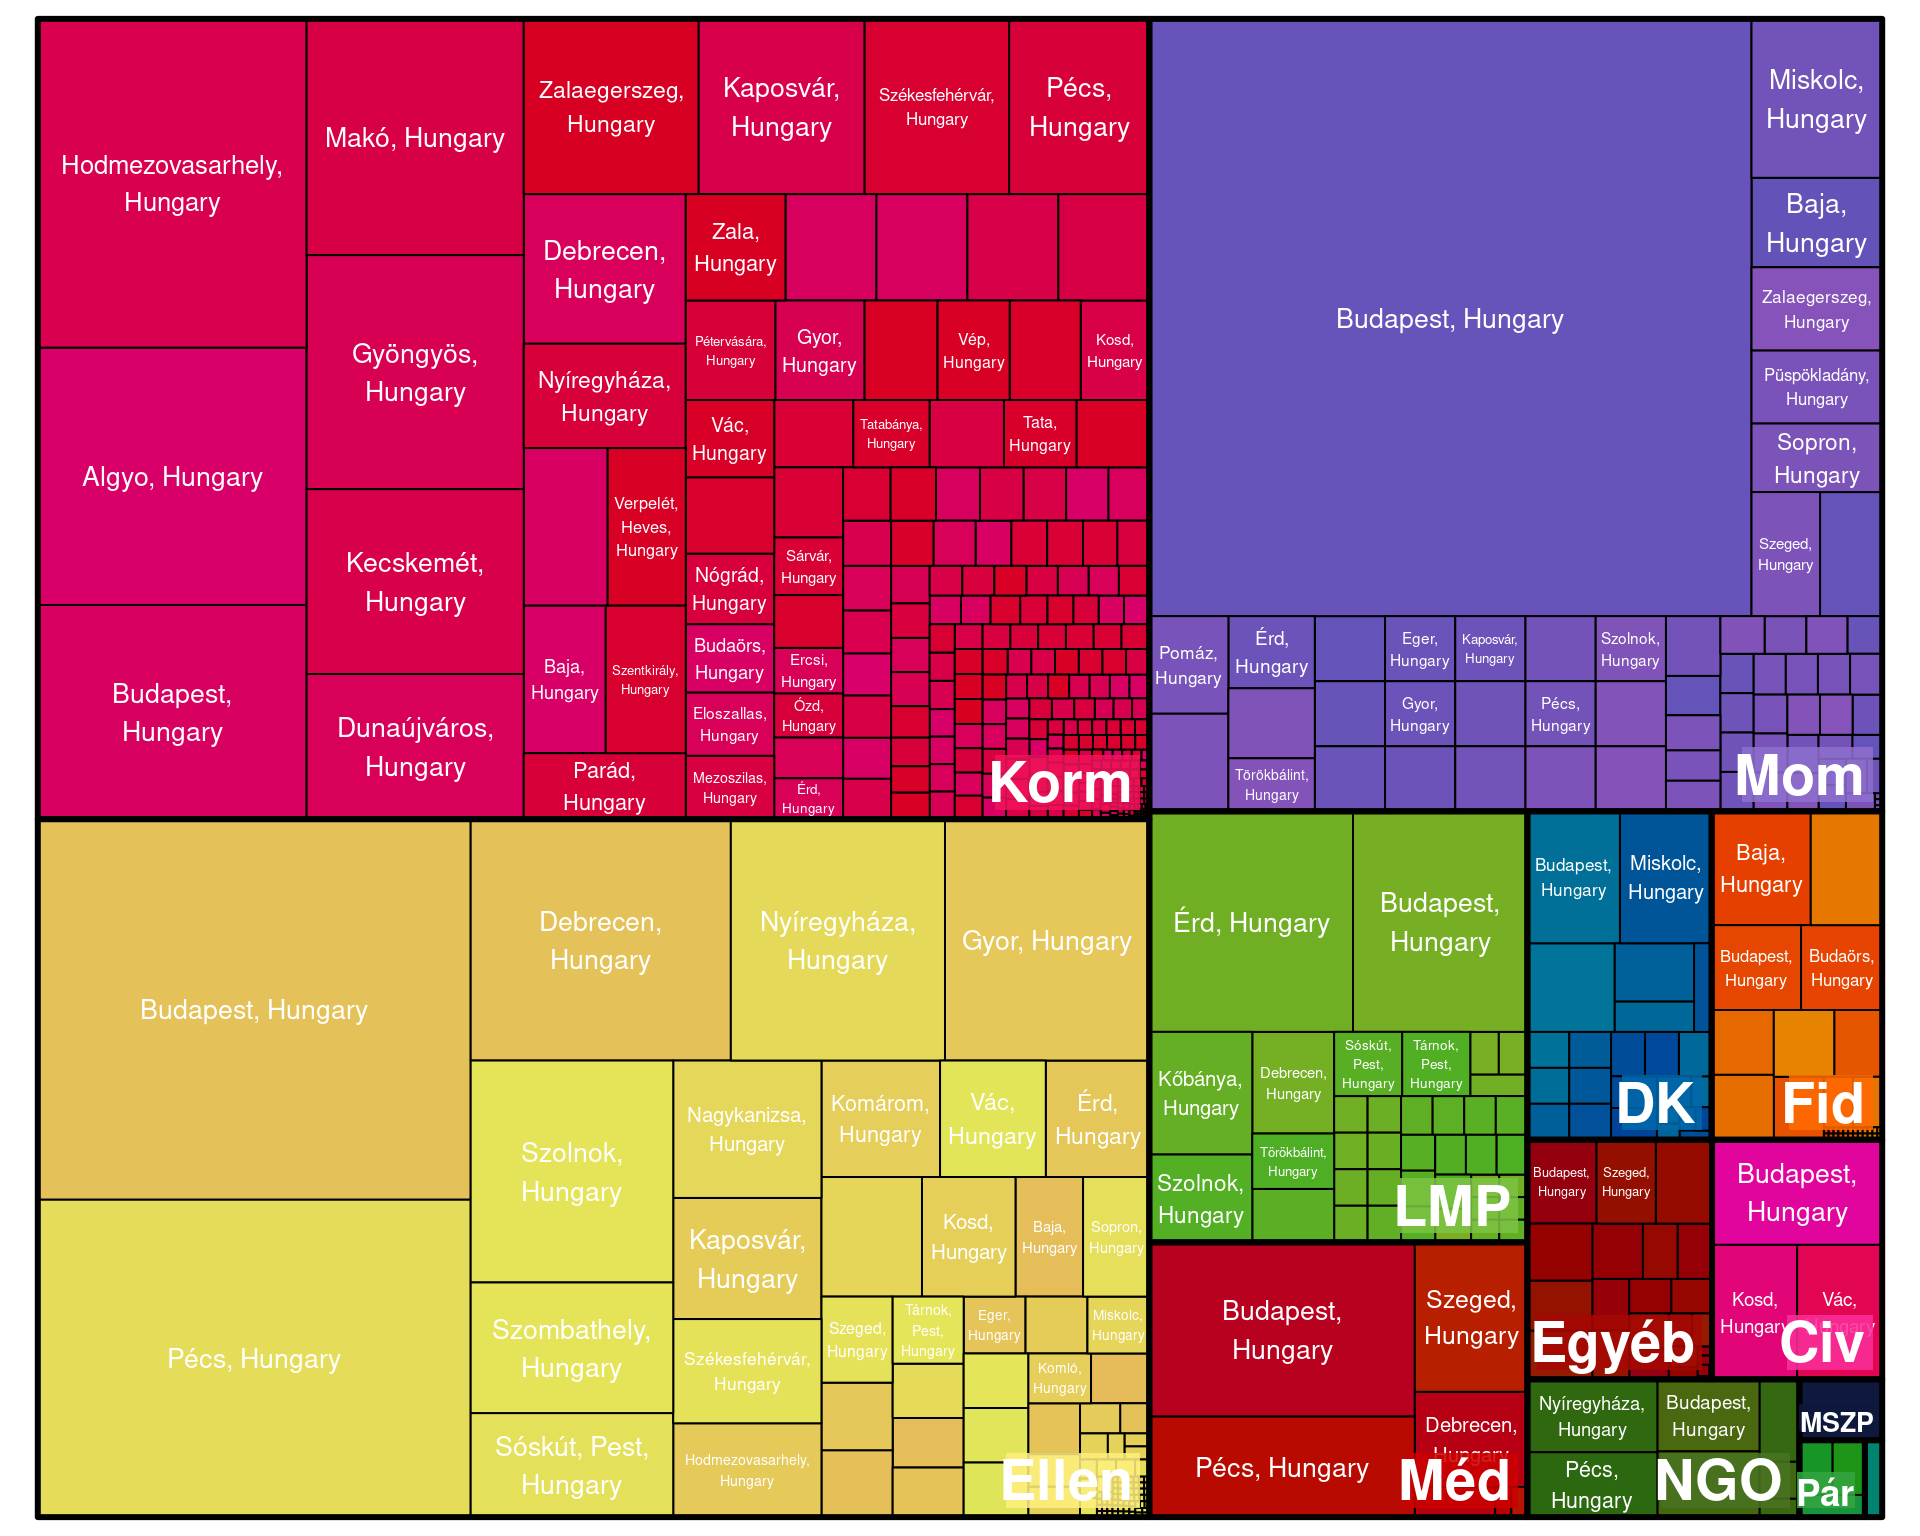 Hodmezovasarhely,
Hungary
Algyo, Hungary
Budapest,
Hungary
Makó, Hungary
Gyöngyös,
Hungary
Kecskemét,
Hungary
Dunaújváros,
Hungary
Zalaegerszeg,
Hungary
Kaposvár,
Hungary
Székesfehérvár,
Hungary
Pécs,
Hungary
Debrecen,
Hungary
Nyíregyháza,
Hungary
Verpelét,
Heves,
Hungary
Baja,
Hungary
Szentkirály,
Hungary
Parád,
Hungary
Zala,
Hungary
Pétervására,
Hungary
Gyor,
Hungary
Vép,
Hungary
Kosd,
Hungary
Vác,
Hungary
Tatabánya,
Hungary
Tata,
Hungary
Nógrád,
Hungary
Budaörs,
Hungary
Eloszallas,
Hungary
Mezoszilas,
Hungary
Sárvár,
Hungary
Ercsi,
Hungary
Ózd,
Hungary
Érd,
Hungary
Korm
Budapest, Hungary
Miskolc,
Hungary
Baja,
Hungary
Zalaegerszeg,
Hungary
Püspökladány,
Hungary
Sopron,
Hungary
Szeged,
Hungary
Pomáz,
Hungary
Érd,
Hungary
Törökbálint,
Hungary
Eger,
Hungary
Kaposvár,
Hungary
Szolnok,
Hungary
Gyor,
Hungary
Pécs,
Hungary
Mom
Budapest, Hungary
Pécs, Hungary
Debrecen,
Hungary
Nyíregyháza,
Hungary
Gyor, Hungary
Szolnok,
Hungary
Szombathely,
Hungary
Sóskút, Pest,
Hungary
Nagykanizsa,
Hungary
Kaposvár,
Hungary
Székesfehérvár,
Hungary
Hodmezovasarhely,
Hungary
Komárom,
Hungary
Vác,
Hungary
Érd,
Hungary
Kosd,
Hungary
Baja,
Hungary
Sopron,
Hungary
Szeged,
Hungary
Tárnok,
Pest,
Hungary
Eger,
Hungary
Miskolc,
Hungary
Komló,
Hungary
Ellen
Érd, Hungary
Budapest,
Hungary
Kőbánya,
Hungary
Szolnok,
Hungary
Debrecen,
Hungary
Törökbálint,
Hungary
Sóskút,
Pest,
Hungary
Tárnok,
Pest,
Hungary
LMP
Budapest,
Hungary
Pécs, Hungary
Szeged,
Hungary
Debrecen,
Hungary
Méd
Budapest,
Hungary
Miskolc,
Hungary
DK
Baja,
Hungary
Budapest,
Hungary
Budaörs,
Hungary
Fid
Budapest,
Hungary
Szeged,
Hungary
Egyéb
Budapest,
Hungary
Kosd,
Hungary
Vác,
Hungary
Civ
Nyíregyháza,
Hungary
Pécs,
Hungary
Budapest,
Hungary
NGO
MSZP
Pár